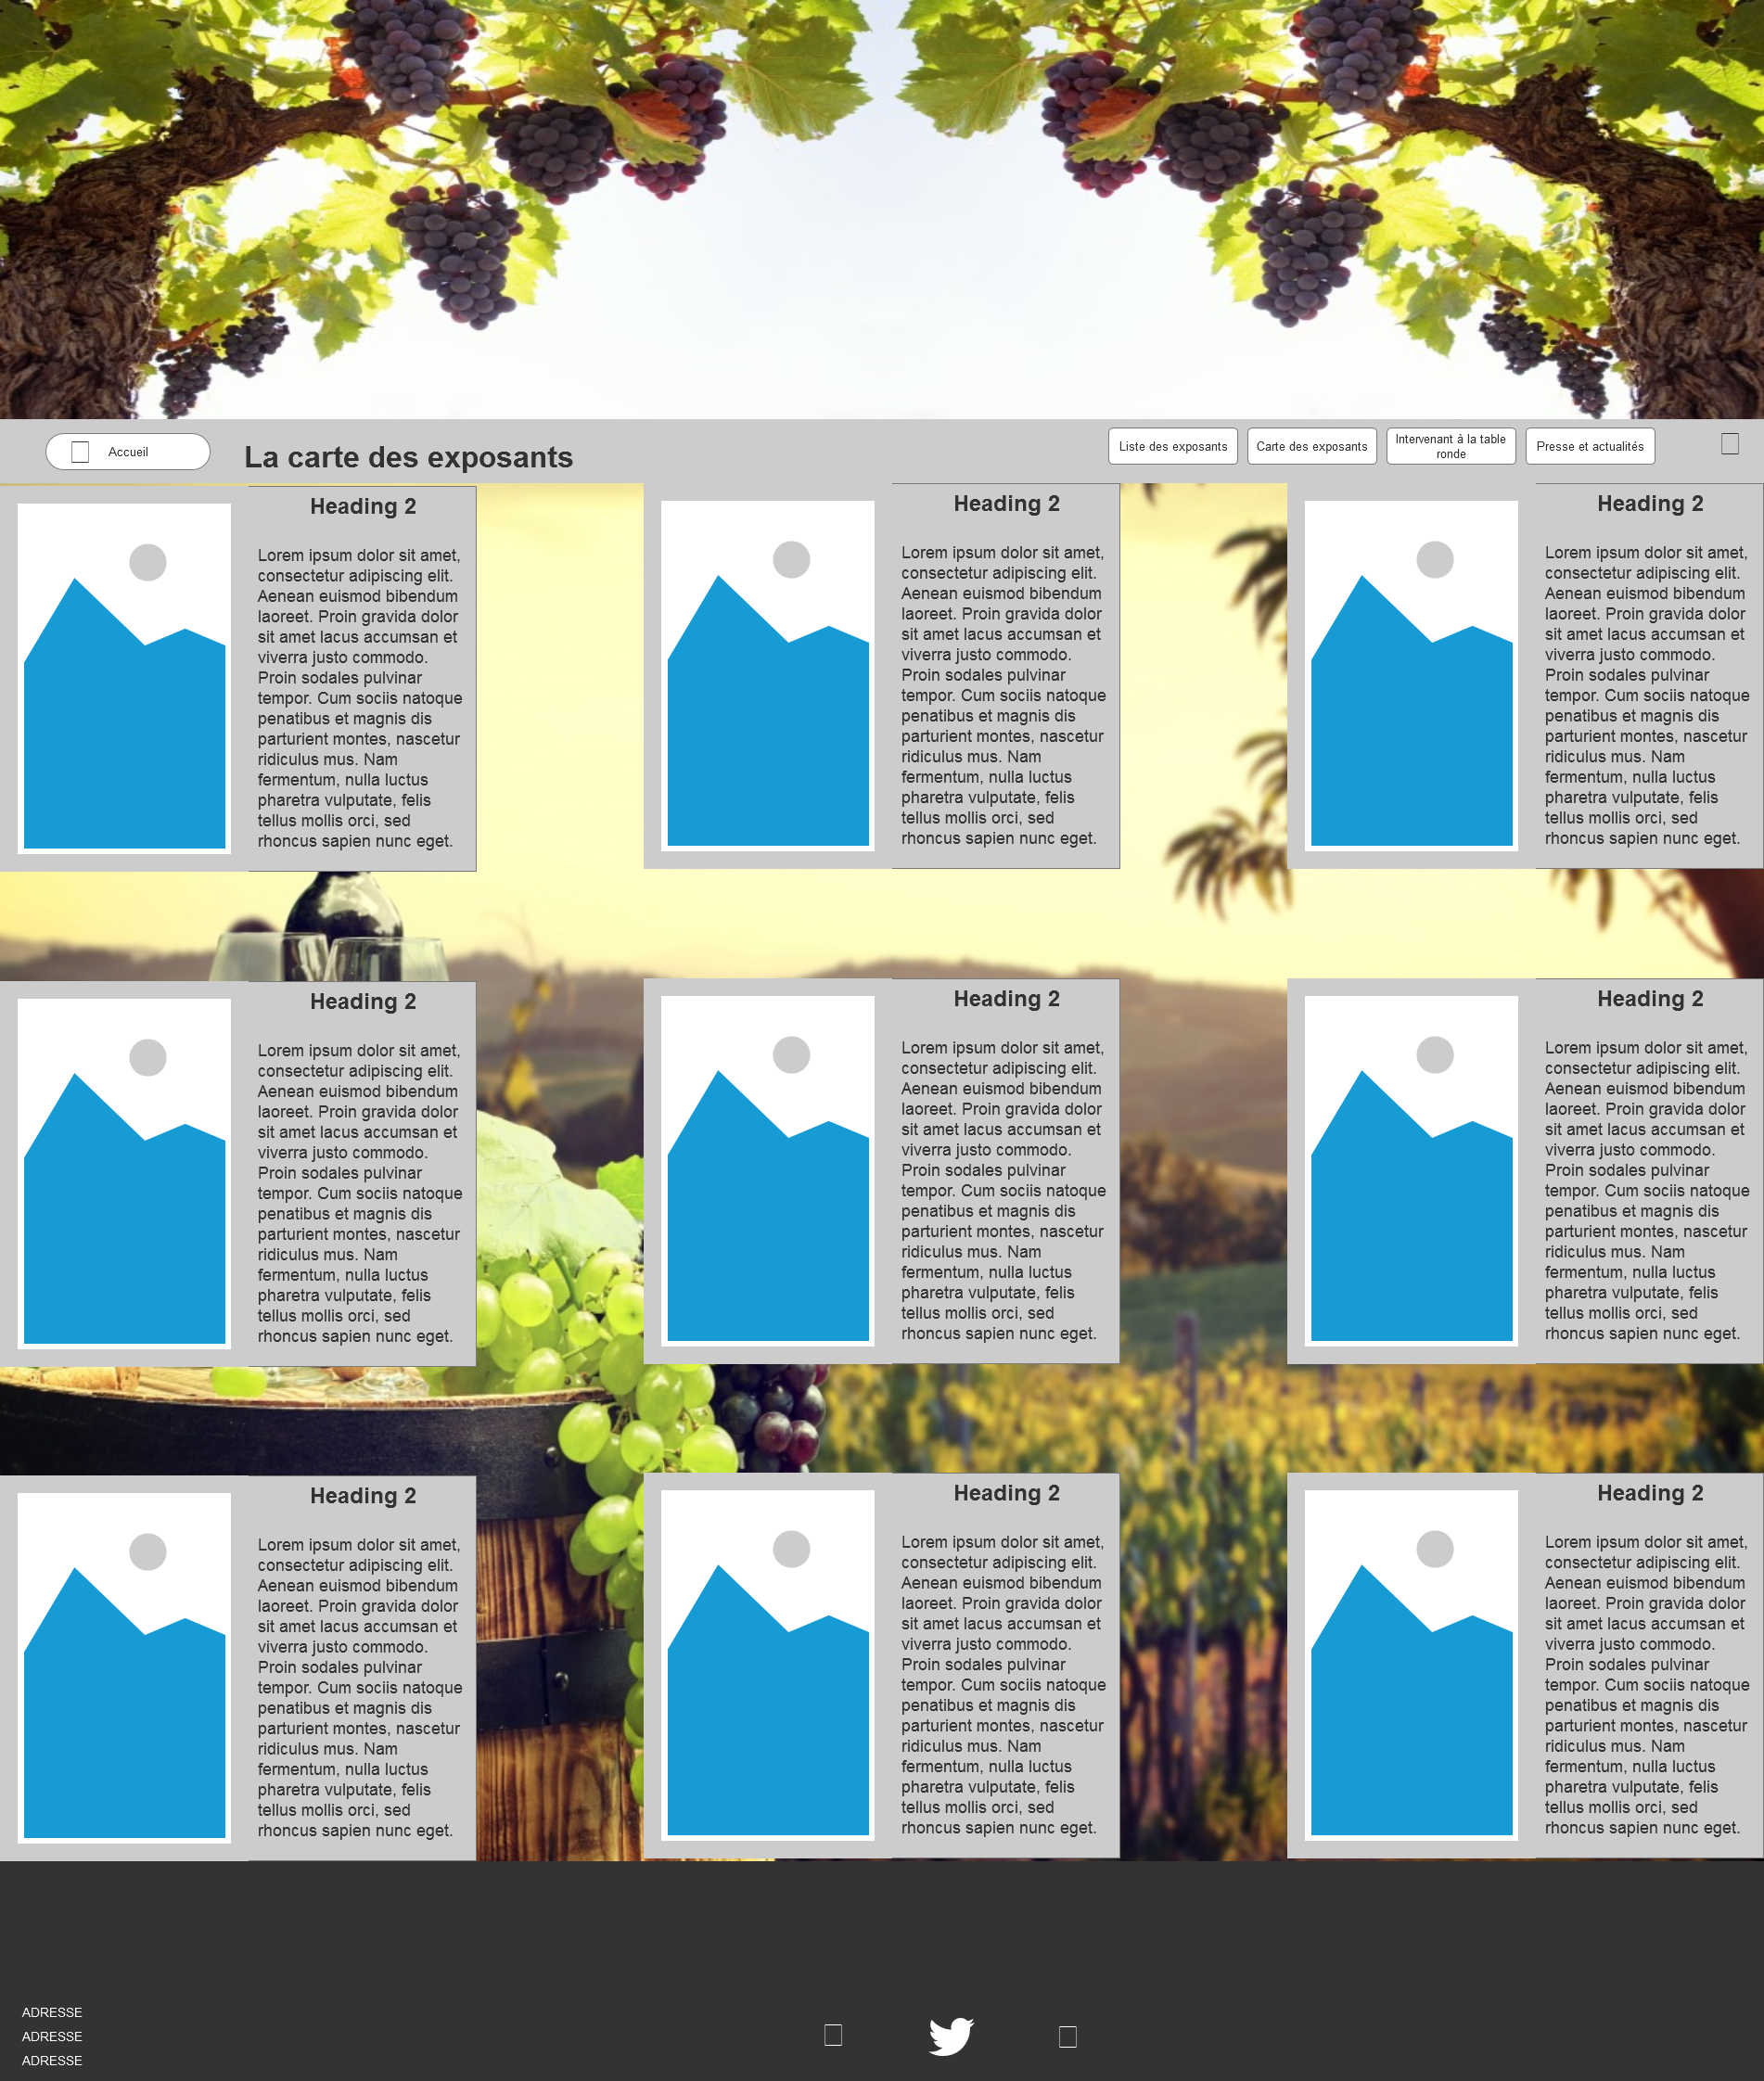 Accueil
La carte des exposants
Liste des exposants
Carte des exposants
Intervenant à la table
ronde
Presse et actualités
Heading 2
Lorem ipsum dolor sit amet,
consectetur adipiscing elit.
Aenean euismod bibendum
laoreet. Proin gravida dolor
sit amet lacus accumsan et
viverra justo commodo.
Proin sodales pulvinar
tempor. Cum sociis natoque
penatibus et magnis dis
parturient montes, nascetur
ridiculus mus. Nam
fermentum, nulla luctus
pharetra vulputate, felis
tellus mollis orci, sed
rhoncus sapien nunc eget.
Heading 2
Lorem ipsum dolor sit amet,
consectetur adipiscing elit.
Aenean euismod bibendum
laoreet. Proin gravida dolor
sit amet lacus accumsan et
viverra justo commodo.
Proin sodales pulvinar
tempor. Cum sociis natoque
penatibus et magnis dis
parturient montes, nascetur
ridiculus mus. Nam
fermentum, nulla luctus
pharetra vulputate, felis
tellus mollis orci, sed
rhoncus sapien nunc eget.
Heading 2
Lorem ipsum dolor sit amet,
consectetur adipiscing elit.
Aenean euismod bibendum
laoreet. Proin gravida dolor
sit amet lacus accumsan et
viverra justo commodo.
Proin sodales pulvinar
tempor. Cum sociis natoque
penatibus et magnis dis
parturient montes, nascetur
ridiculus mus. Nam
fermentum, nulla luctus
pharetra vulputate, felis
tellus mollis orci, sed
rhoncus sapien nunc eget.
Heading 2
Lorem ipsum dolor sit amet,
consectetur adipiscing elit.
Aenean euismod bibendum
laoreet. Proin gravida dolor
sit amet lacus accumsan et
viverra justo commodo.
Proin sodales pulvinar
tempor. Cum sociis natoque
penatibus et magnis dis
parturient montes, nascetur
ridiculus mus. Nam
fermentum, nulla luctus
pharetra vulputate, felis
tellus mollis orci, sed
rhoncus sapien nunc eget.
Heading 2
Lorem ipsum dolor sit amet,
consectetur adipiscing elit.
Aenean euismod bibendum
laoreet. Proin gravida dolor
sit amet lacus accumsan et
viverra justo commodo.
Proin sodales pulvinar
tempor. Cum sociis natoque
penatibus et magnis dis
parturient montes, nascetur
ridiculus mus. Nam
fermentum, nulla luctus
pharetra vulputate, felis
tellus mollis orci, sed
rhoncus sapien nunc eget.
Heading 2
Lorem ipsum dolor sit amet,
consectetur adipiscing elit.
Aenean euismod bibendum
laoreet. Proin gravida dolor
sit amet lacus accumsan et
viverra justo commodo.
Proin sodales pulvinar
tempor. Cum sociis natoque
penatibus et magnis dis
parturient montes, nascetur
ridiculus mus. Nam
fermentum, nulla luctus
pharetra vulputate, felis
tellus mollis orci, sed
rhoncus sapien nunc eget.
Heading 2
Lorem ipsum dolor sit amet,
consectetur adipiscing elit.
Aenean euismod bibendum
laoreet. Proin gravida dolor
sit amet lacus accumsan et
viverra justo commodo.
Proin sodales pulvinar
tempor. Cum sociis natoque
penatibus et magnis dis
parturient montes, nascetur
ridiculus mus. Nam
fermentum, nulla luctus
pharetra vulputate, felis
tellus mollis orci, sed
rhoncus sapien nunc eget.
Heading 2
Lorem ipsum dolor sit amet,
consectetur adipiscing elit.
Aenean euismod bibendum
laoreet. Proin gravida dolor
sit amet lacus accumsan et
viverra justo commodo.
Proin sodales pulvinar
tempor. Cum sociis natoque
penatibus et magnis dis
parturient montes, nascetur
ridiculus mus. Nam
fermentum, nulla luctus
pharetra vulputate, felis
tellus mollis orci, sed
rhoncus sapien nunc eget.
Heading 2
Lorem ipsum dolor sit amet,
consectetur adipiscing elit.
Aenean euismod bibendum
laoreet. Proin gravida dolor
sit amet lacus accumsan et
viverra justo commodo.
Proin sodales pulvinar
tempor. Cum sociis natoque
penatibus et magnis dis
parturient montes, nascetur
ridiculus mus. Nam
fermentum, nulla luctus
pharetra vulputate, felis
tellus mollis orci, sed
rhoncus sapien nunc eget.
ADRESSE
ADRESSE
ADRESSE